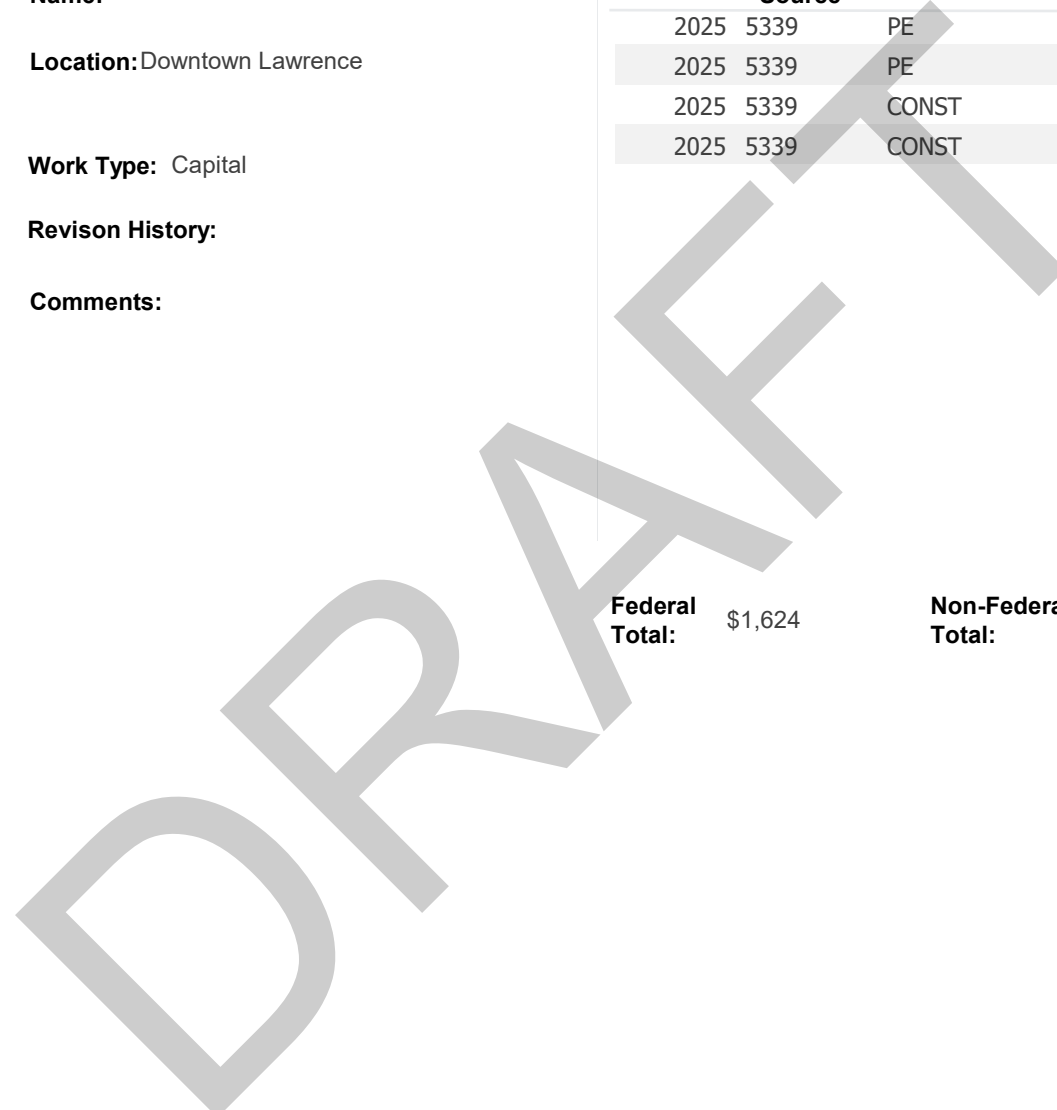 Name:
Source
2025 5339 PE
Location: Downtown Lawrence
2025 5339 PE
2025 5339 CONST
2025 5339 CONST
Work Type: Capital
Revison History:
Comments:
Federal Total: $1,624
Non-Federa Total:
DRAFT